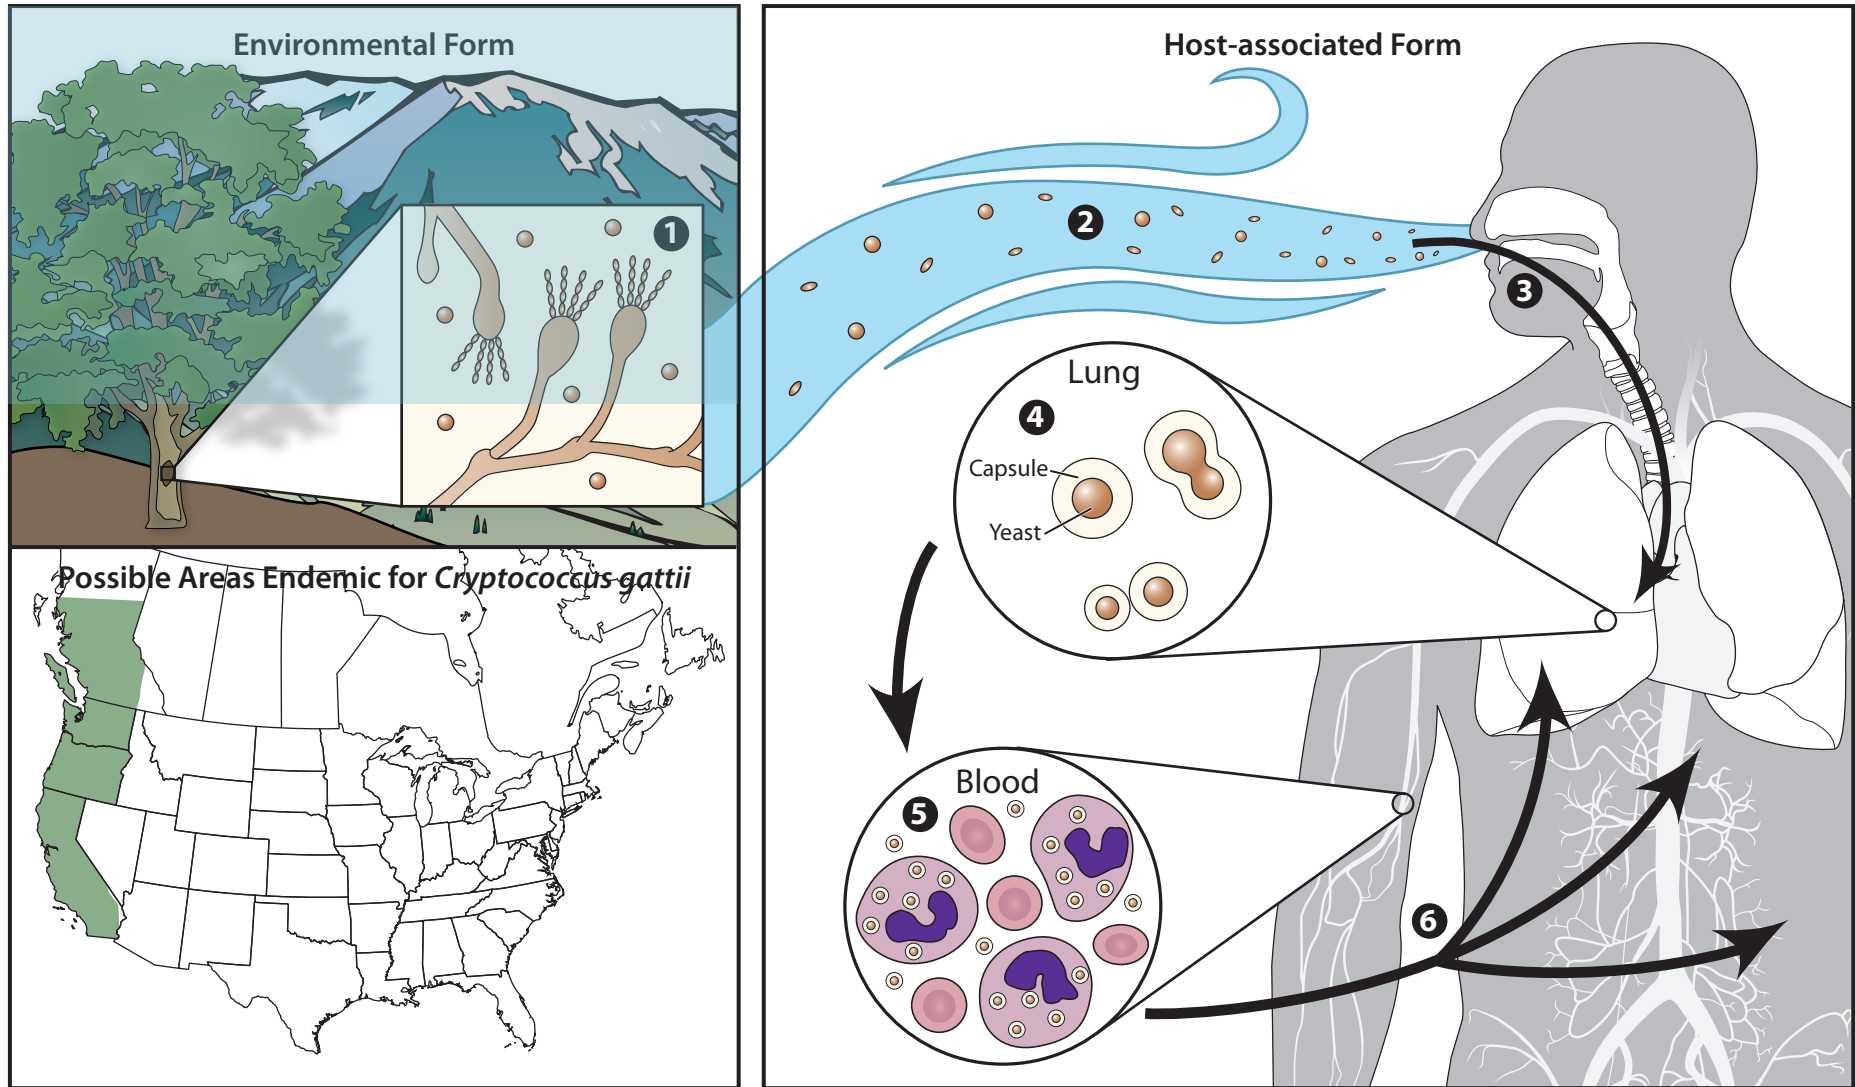 Environmental Form
1
Possible Areas Endemic for Cryptococcus gattii
Host-associated Form
2
3
Lung
4
Capsule
Yeast
Blood
5
6